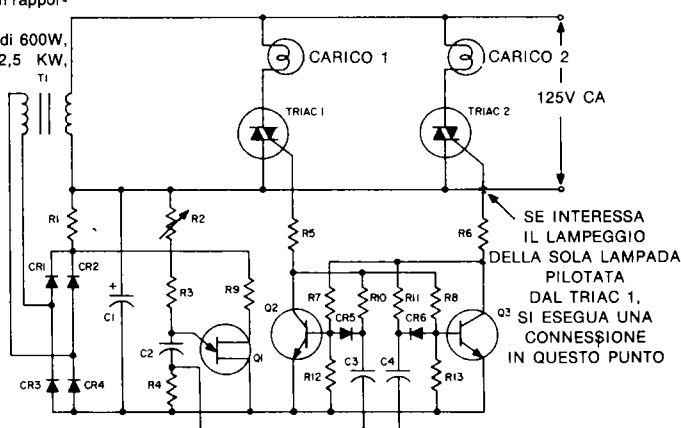 n rappor-
di 600W,
2,5 KW,
T1
CARICO 1
CARICO 2
125V CA
TRIAC 1
TRIAC 2
R1
R2
R5
R6
SE INTERESSA
IL LAMPEGGIO
DELLA SOLA LAMPADA
PILOTATA
DAL TRIAC 1,
SI ESEGUA UNA
CONNESSIONE
IN QUESTO PUNTO
CR1
CR2
C1
R3
R9
Q2
R7
R10
R11
R8
Q3
CR5
CR6
C2
Q1
C3
C4
CR3
CR4
R4
R12
R13